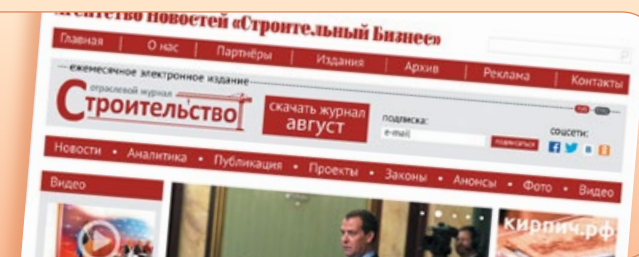 Агентство Новостей «Строительный Бизнес»
Главная | О нас | Партнёры | Издания | Архив | Реклама | Контакты
ежемесячное электронное издание
отраслевой журнал
Строительство
скачать журнал
август
подписка:
e-mail
подписаться
соцсети:
Новости • Аналитика • Публикация • Проекты • Законы • Анонсы • Фото • Видео
Видео
кирпич.рф